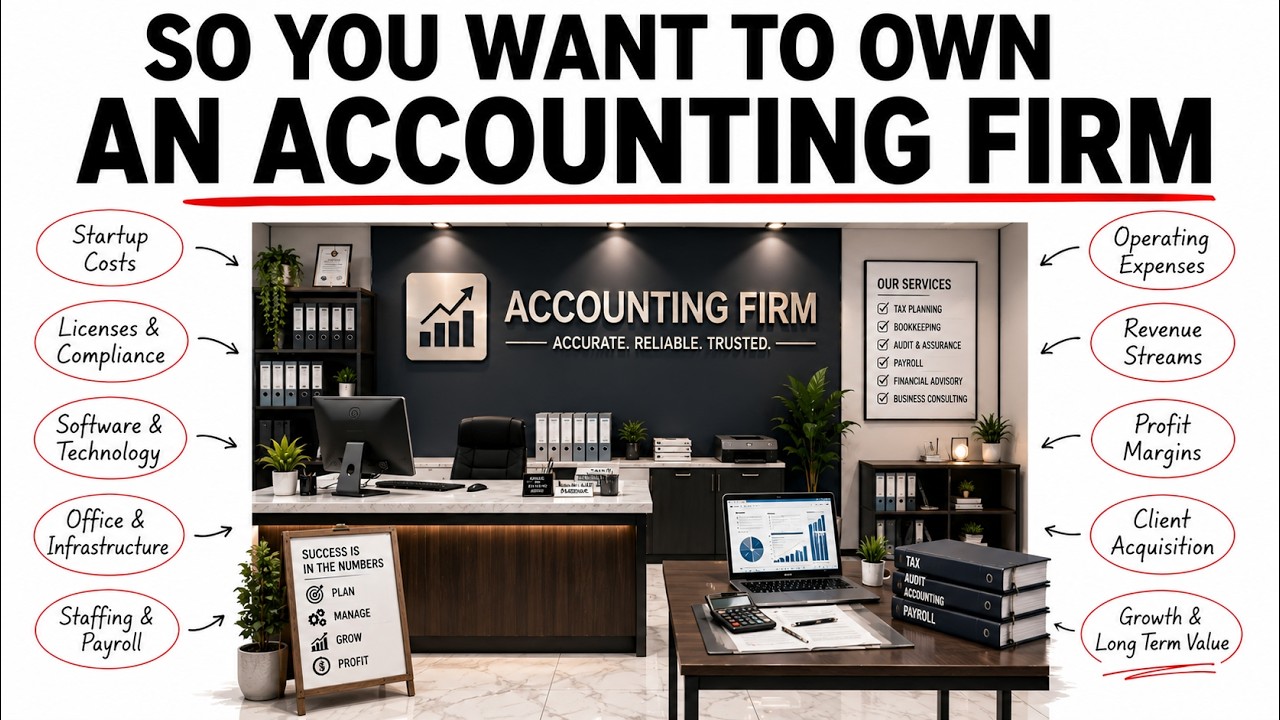 SO YOU WANT TO OWN
AN ACCOUNTING FIRM
Startup
Costs
Licenses &
Compliance
Software &
Technology
Office &
Infrastructure
Staffing &
Payroll
ACCOUNTING FIRM
ACCURATE. RELIABLE. TRUSTED.
OUR SERVICES
TAX PLANNING
BOOKKEEPING
AUDIT & ASSURANCE
PAYROLL
FINANCIAL ADVISORY
BUSINESS CONSULTING
SUCCESS IS
IN THE NUMBERS
PLAN
MANAGE
GROW
PROFIT
TAX
AUDIT
ACCOUNTING
PAYROLL
Operating
Expenses
Revenue
Streams
Profit
Margins
Client
Acquisition
Growth &
Long Term Value